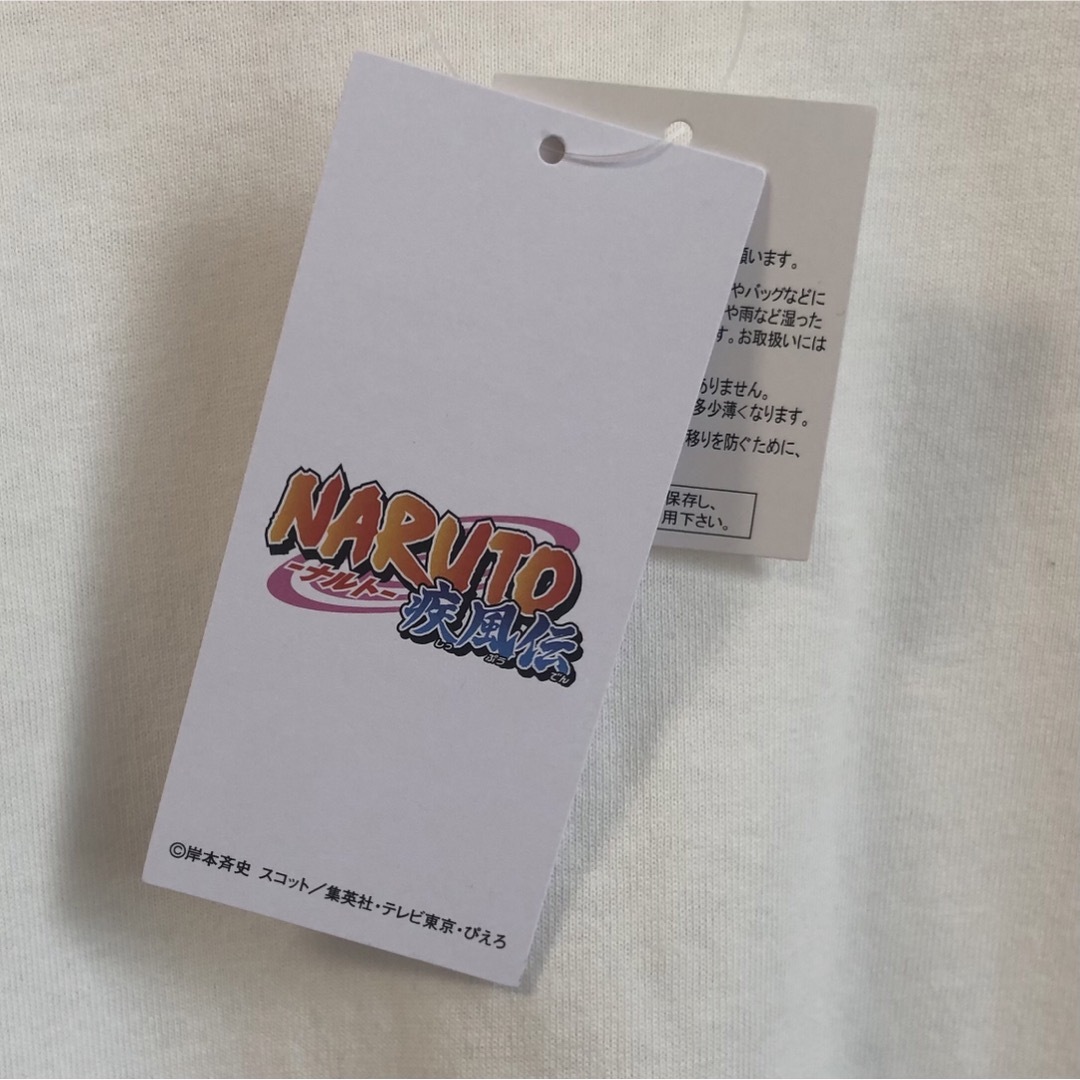 NARUTO
-ナルト-
疾風伝
しっ ぷう でん
©岸本斉史 スコット／集英社・テレビ東京・ぴえろ
願います。
やバッグなどに
や雨など湿った
す。お取扱いには
ありません。
多少薄くなります。
移りを防ぐために、
保存し、
用下さい。